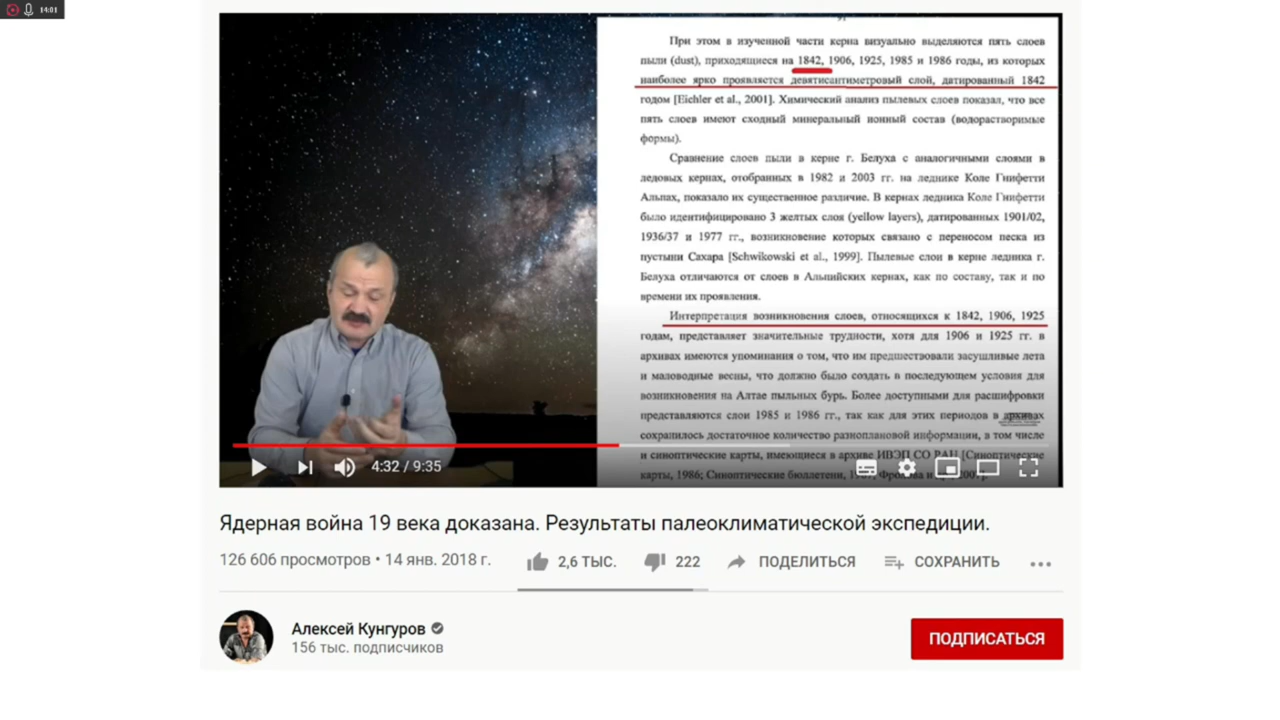 14:01
При этом в изученной части керна визуально выделяются пять слоев
пыли (dust), приходящиеся на 1842, 1906, 1925, 1985 и 1986 годы, из которых
наиболее ярко проявляется девятисантиметровый слой, датированный 1842
годом [Eichler et al., 2001]. Химический анализ пылевых слоев показал, что все
пять слоев имеют сходный минеральный ионный состав (водорастворимые
формы).
Сравнение слоев пыли в керне г. Белуха с аналогичными слоями в
ледовых кернах, отобранных в 1982 и 2003 гг. на леднике Коле Гнифетти
Альпах, показало их существенное различие. В кернах ледника Коле Гнифетти
было идентифицировано 3 желтых слоя (yellow layers), датированных 1901/02,
1936/37 и 1977 гг., возникновение которых связано с переносом песка из
пустыни Сахара [Schwikowski et al., 1999]. Пылевые слои в керне ледника г.
Белуха отличаются от слоев в Альпийских кернах, как по составу, так и по
времени их проявления.
Интерпретация возникновения слоев, относящихся к 1842, 1906, 1925
годам, представляет значительные трудности, хотя для 1906 и 1925 гг. в
архивах имеются упоминания о том, что им предшествовали засушливые лета
и маловодные весны, что должно было создать в последующем условия для
возникновения на Алтае пыльных бурь. Более доступными для расшифровки
представляются слои 1985 и 1986 гг., так как для этих периодов в архивах
сохранилось достаточное количество разноплановой информации, в том числе
и синоптические карты, имеющиеся в архиве ИВЭП СО РАН [Синоптические
карты, 1986; Синоптические бюллетени,
4:32 / 9:35
Ядерная война 19 века доказана. Результаты палеоклиматической экспедиции.
126 606 просмотров • 14 янв. 2018 г.
2,6 ТЫС.
222
ПОДЕЛИТЬСЯ
СОХРАНИТЬ
Алексей Кунгуров
156 тыс. подписчиков
ПОДПИСАТЬСЯ